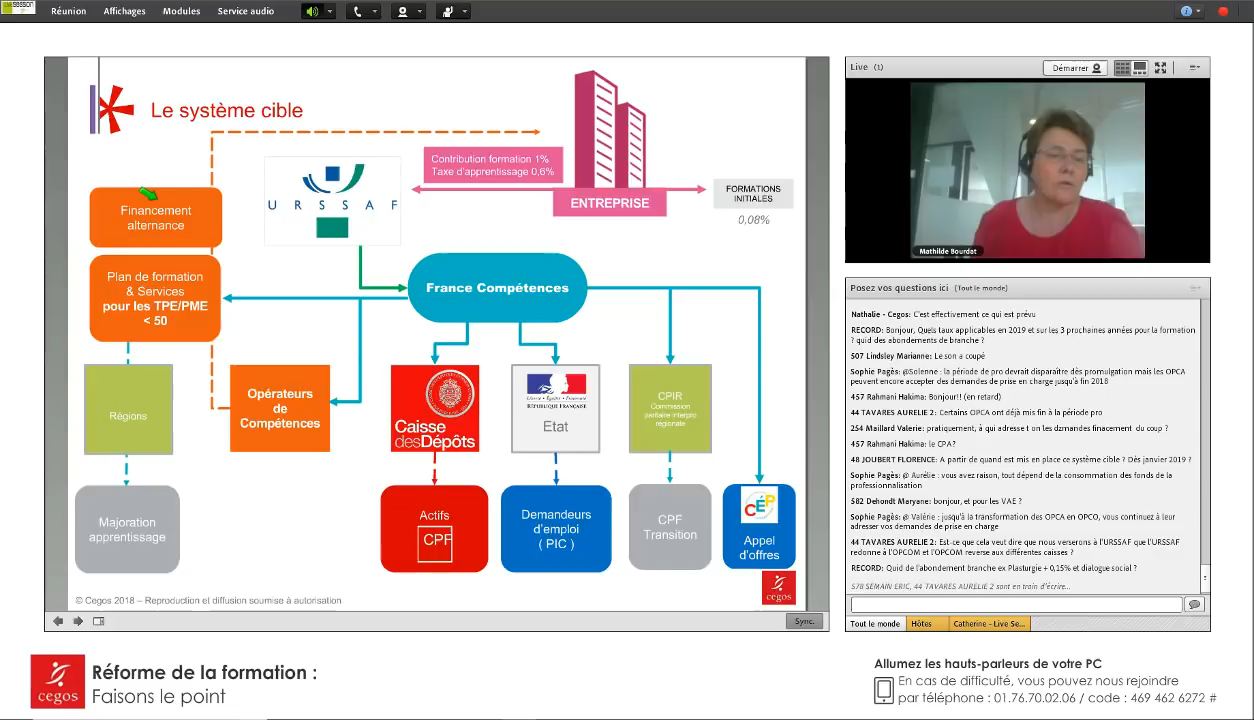 Réunion Affichages Modules Service audio
Le système cible
Contribution formation 1%
Taxe d'apprentissage 0,6%
URSSAF
ENTREPRISE
FORMATIONS
INITIALES
0,08%
Financement
alternance
Plan de formation
& Services
pour les TPE/PME
< 50
France Compétences
Régions
Opérateurs
de
Compétences
Caisse
desDépôts
Liberté • Égalité • Fraternité
RÉPUBLIQUE FRANÇAISE
Etat
CPIR
Commission
paritaire interpro
régionale
Majoration
apprentissage
Actifs
CPF
Demandeurs
d'emploi
( PIC )
CPF
Transition
CÉP
Appel
d'offres
cegos
© Cegos 2018 – Reproduction et diffusion soumise à autorisation
Sync.
Live (1)
Démarrer
Mathilde Bourdat
Posez vos questions ici (Tout le monde)
Nathalie - Cegos: C'est effectivement ce qui est prévu
RECORD: Bonjour, Quels taux applicables en 2019 et sur les 3 prochaines années pour la formation
? quid des abondements de branche ?
507 Lindsley Marianne: Le son a coupé
Sophie Pagès: @Solenne : la période de pro devrait disparaitre dès promulgation mais les OPCA
peuvent encore accepter des demandes de prise en charge jusqu'à fin 2018
457 Rahmani Hakima: Bonjour!! (en retard)
44 TAVARES AURELIE 2: Certains OPCA ont déjà mis fin à la période pro
254 Maillard Valerie: pratiquement, à qui adresse t on les dzmandes finacement du coup ?
457 Rahmani Hakima: le CPA?
48 JOUBERT FLORENCE: A partir de quand est mis en place ce système cible ? Dès janvier 2019 ?
Sophie Pagès: @ Aurélie : vous avez raison, tout dépend de la consommation des fonds de la
professionnalisation
582 Dehondt Maryane: bonjour, et pour les VAE ?
Sophie Pagès: @ Valérie : jusqu'à la transformation des OPCA en OPCO, vous continuez à leur
adresser vos demandes de prise en charge
44 TAVARES AURELIE 2: Est-ce que cela veut dire que nous verserons à l'URSSAF que l'URSSAF
redonne à l'OPCOM et l'OPCOM reverse aux différentes caisses ?
RECORD: Quid de l'abondement branche ex Plasturgie + 0,15% et dialogue social ?
578 SEMAIN ERIC, 44 TAVARES AURELIE 2 sont en train d'écrire...
Tout le monde Hôtes Catherine - Live Se...
cegos
Réforme de la formation :
Faisons le point
Allumez les hauts-parleurs de votre PC
En cas de difficulté, vous pouvez nous rejoindre
par téléphone : 01.76.70.02.06 / code : 469 462 6272 #